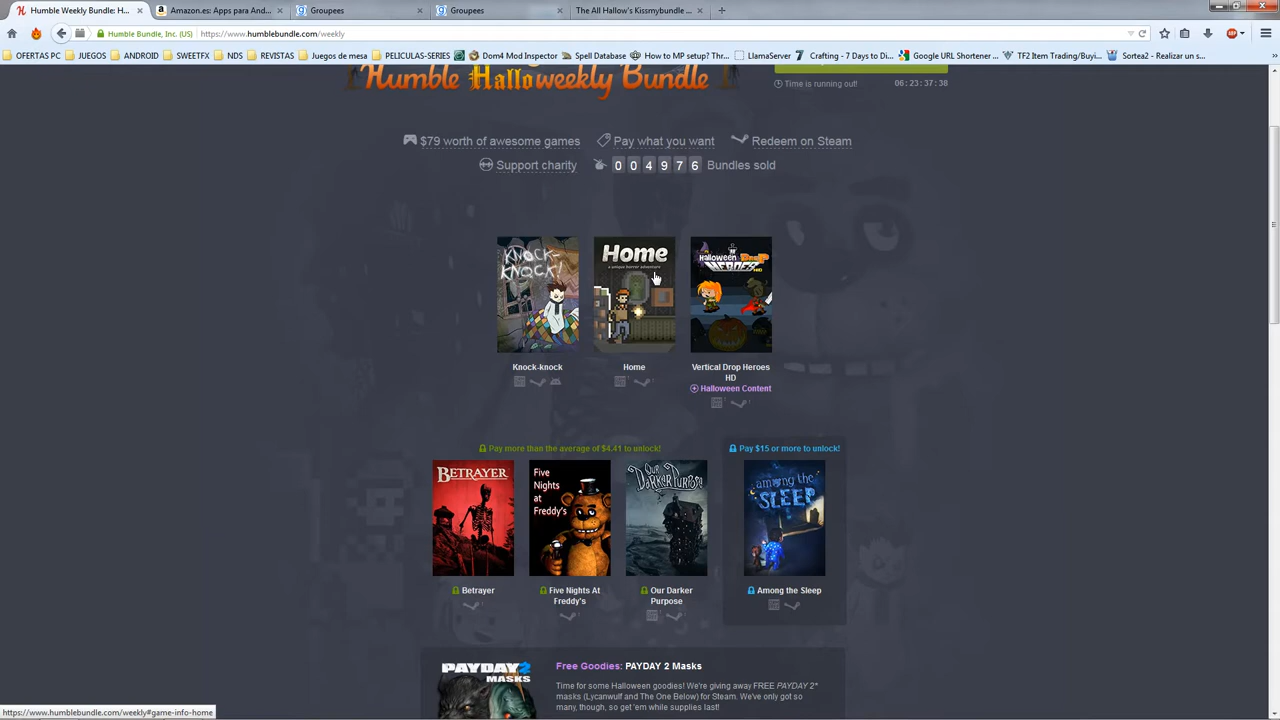 Humble Weekly Bundle: H...
Amazon.es: Apps para And...
Groupees
Groupees
The All Hallow's Kissmybundle ...
Humble Bundle, Inc. (US)
https://www.humblebundle.com/weekly
OFERTAS PC
JUEGOS
ANDROID
SWEETFX
NDS
REVISTAS
Juegos de mesa
PELICULAS-SERIES
Dom4 Mod Inspector
Spell Database
How to MP setup? Thr...
LlamaServer
Crafting - 7 Days to Di...
Google URL Shortener ...
TF2 Item Trading/Buyi...
Sortea2 - Realizar un s...
Humble Halloweekly Bundle
Time is running out!
06:23:37:38
$79 worth of awesome games
Pay what you want
Redeem on Steam
Support charity
0 0 4 9 7 6 Bundles sold
KNOCK-KNOCK!
Home
a unique horror adventure
Halloween Drop HEROES HD
Knock-knock
Home
Vertical Drop Heroes
HD
Halloween Content
Pay more than the average of $4.41 to unlock!
Pay $15 or more to unlock!
BETRAYER
Five
Nights
at
Freddy's
OUR DARKER PURPOSE
among the SLEEP
Betrayer
Five Nights At
Freddy's
Our Darker
Purpose
Among the Sleep
PAYDAY 2
MASKS
Free Goodies: PAYDAY 2 Masks
Time for some Halloween goodies! We're giving away FREE PAYDAY 2*
masks (Lycanwulf and The One Below) for Steam. We've only got so
many, though, so get 'em while supplies last!
https://www.humblebundle.com/weekly#game-info-home